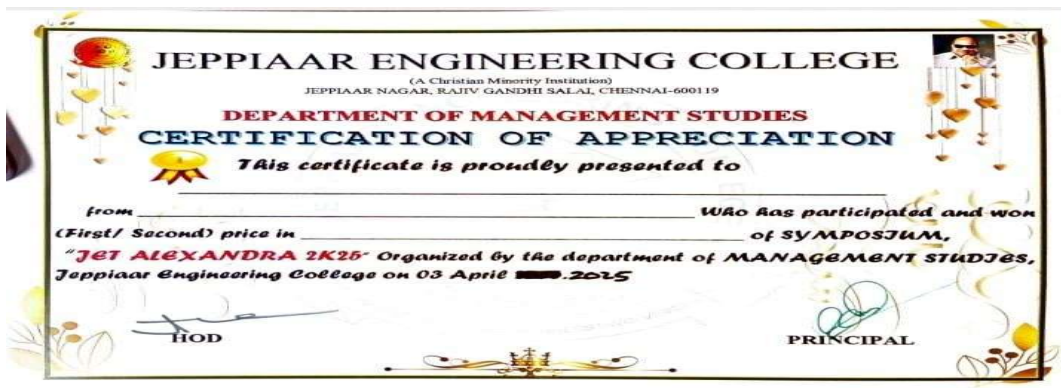 JEPPIAAR ENGINEERING COLLEGE
(A Christian Minority Institution)
JEPPIAAR NAGAR, RAJIV GANDHI SALAI, CHENNAI-600119
DEPARTMENT OF MANAGEMENT STUDIES
CERTIFICATION OF APPRECIATION
This certificate is proudly presented to
from Who has participated and won
(First/ Second) price in of SYMPOSIUM,
"JET ALEXANDRA 2K25" Organized by the department of MANAGEMENT STUDIES,
Jeppiaar Engineering College on 03 April .2025
HOD PRINCIPAL